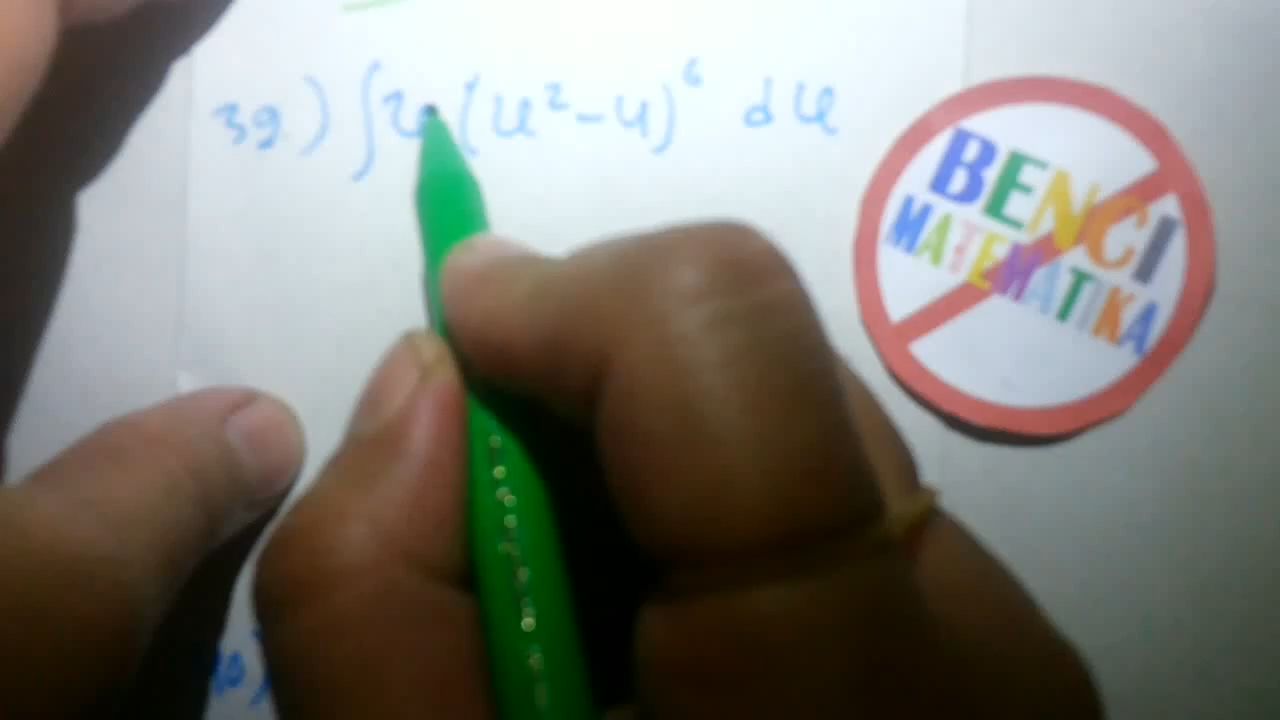 39) ∫ u (u² - u)⁶ du
BENCI
MATEMATIKA